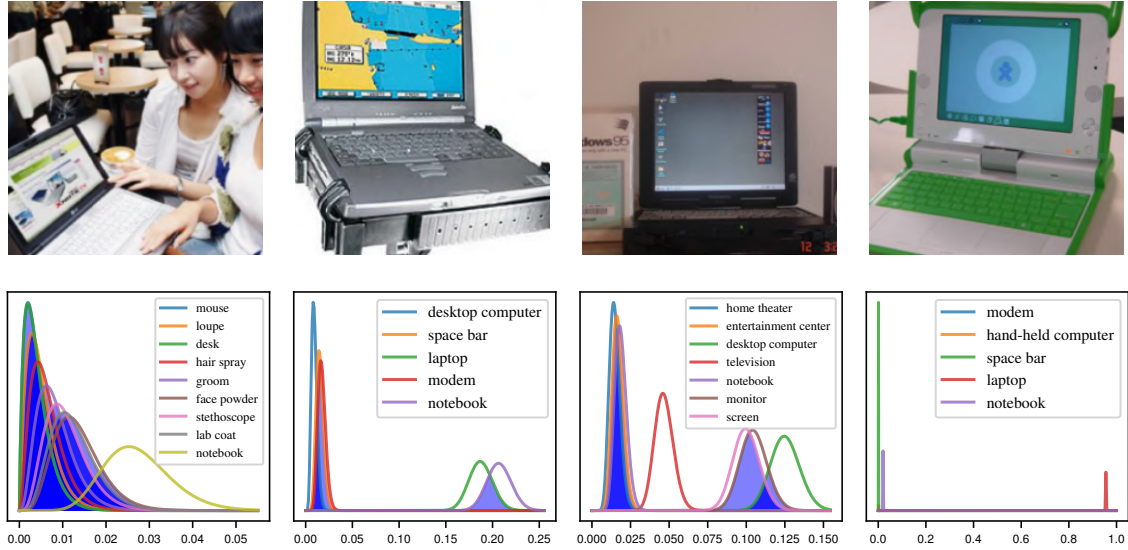 ndows95
12 3:2
mouse
loupe
desk
hair spray
groom
face powder
stethoscope
lab coat
notebook
0.00 0.01 0.02 0.03 0.04 0.05
desktop computer
space bar
laptop
modem
notebook
0.00 0.05 0.10 0.15 0.20 0.25
home theater
entertainment center
desktop computer
television
notebook
monitor
screen
0.000 0.025 0.050 0.075 0.100 0.125 0.150
modem
hand-held computer
space bar
laptop
notebook
0.0 0.2 0.4 0.6 0.8 1.0